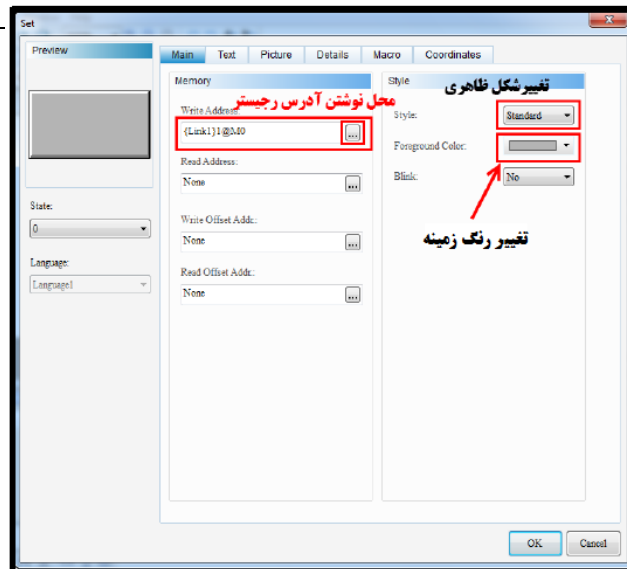 Set
Preview
Main Text Picture Details Macro Coordinates
Memory
Style
تغییرشکل ظاهری
محل نوشتن آدرس رجیستر
Write Address:
{Link1}1@M0
...
Style:
Standard
Read Address:
None
...
Foreground Color:
Blink:
No
State:
0
Write Offset Addr.:
None
...
تغییر رنگ زمینه
Language:
Language1
Read Offset Addr.:
None
...
OK
Cancel